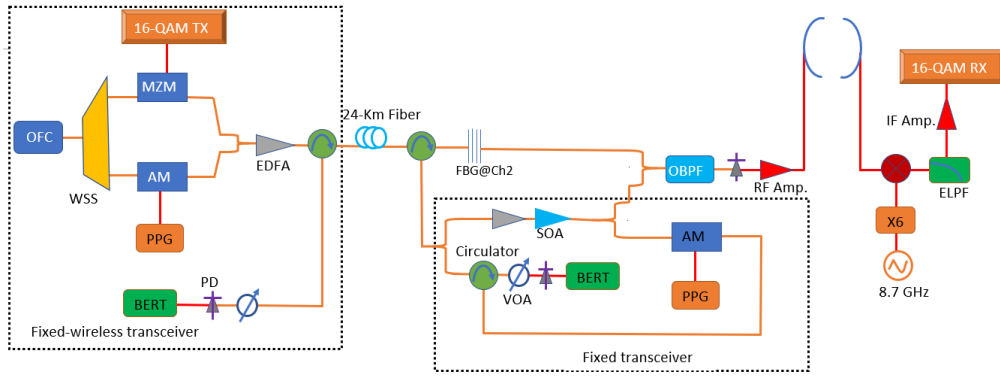 16-QAM TX
MZM
OFC
WSS
AM
PPG
EDFA
24-Km Fiber
BERT
PD
Fixed-wireless transceiver
FBG@Ch2
SOA
Circulator
VOA
BERT
AM
PPG
Fixed transceiver
OBPF
RF Amp.
16-QAM RX
IF Amp.
ELPF
X6
8.7 GHz